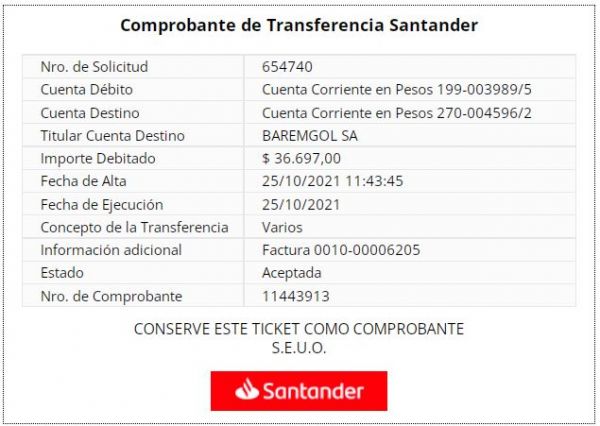 Comprobante de Transferencia Santander
Nro. de Solicitud 654740
Cuenta Débito Cuenta Corriente en Pesos 199-003989/5
Cuenta Destino Cuenta Corriente en Pesos 270-004596/2
Titular Cuenta Destino BAREMGOL SA
Importe Debitado $ 36.697,00
Fecha de Alta 25/10/2021 11:43:45
Fecha de Ejecución 25/10/2021
Concepto de la Transferencia Varios
Información adicional Factura 0010-00006205
Estado Aceptada
Nro. de Comprobante 11443913
CONSERVE ESTE TICKET COMO COMPROBANTE
S.E.U.O.
Santander